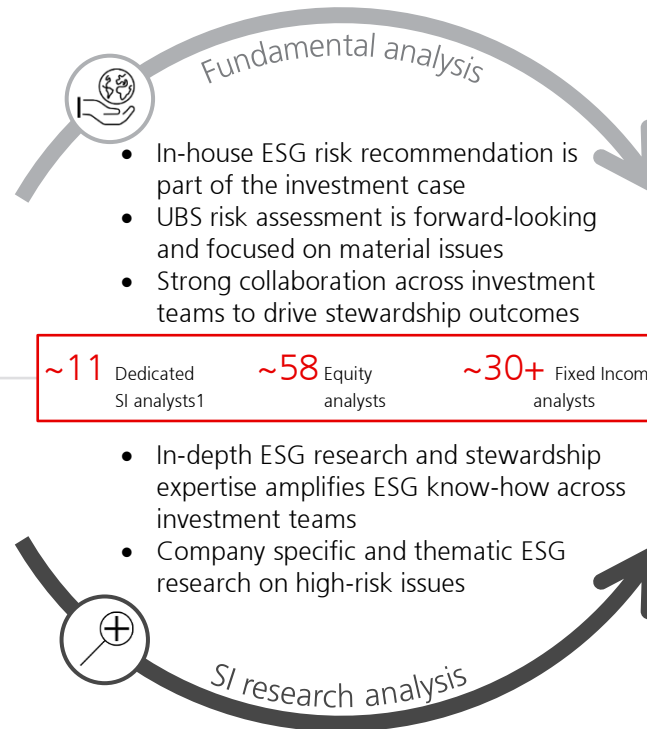 Fundamental analysis
• In-house ESG risk recommendation is
part of the investment case
• UBS risk assessment is forward-looking
and focused on material issues
• Strong collaboration across investment
teams to drive stewardship outcomes
~11 Dedicated
SI analysts1
~58 Equity
analysts
~30+ Fixed Incom
analysts
• In-depth ESG research and stewardship
expertise amplifies ESG know-how across
investment teams
• Company specific and thematic ESG
research on high-risk issues
SI research analysis